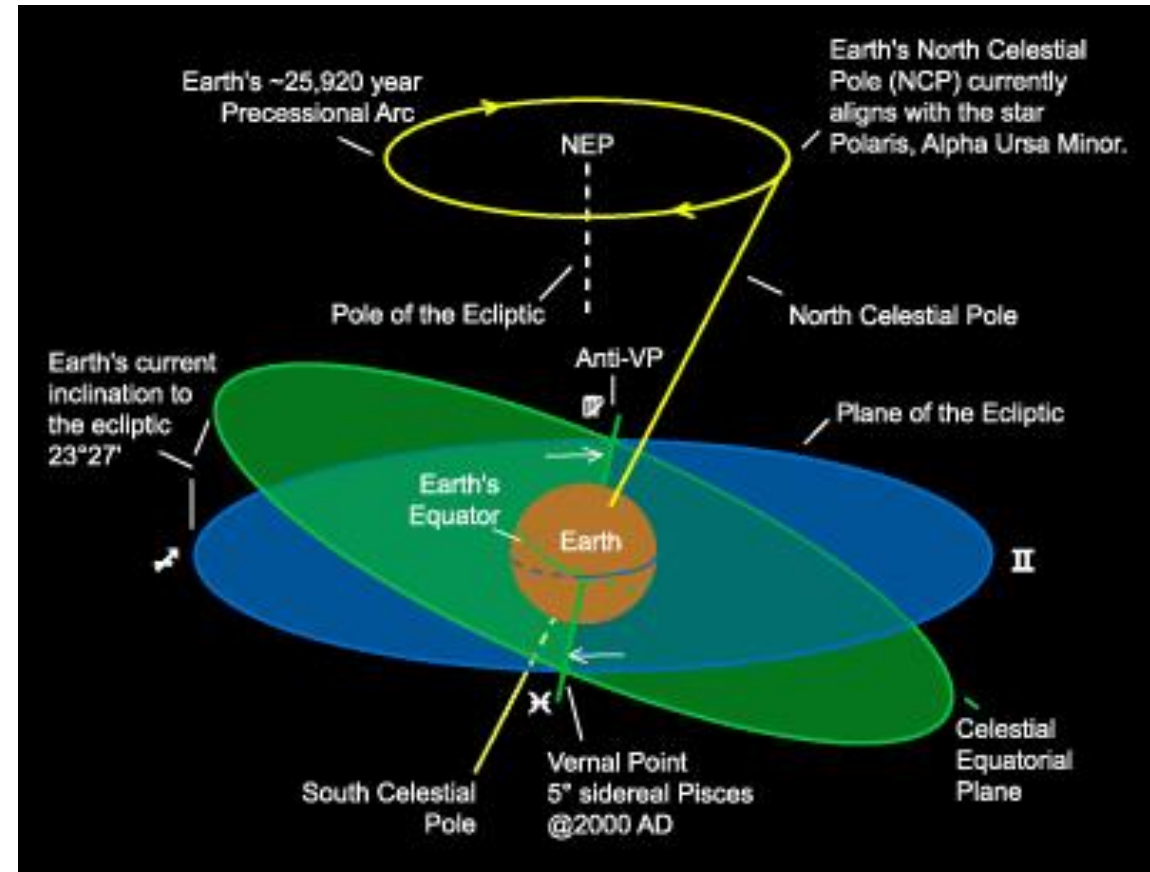 Earth's ~25,920 year
Precessional Arc
Earth's North Celestial
Pole (NCP) currently
aligns with the star
Polaris, Alpha Ursa Minor.
NEP
Pole of the Ecliptic
North Celestial Pole
Earth's current
inclination to
the ecliptic
23°27'
Anti-VP
♍
Plane of the Ecliptic
Earth's
Equator
Earth
♐
♊
♓
Vernal Point
5° sidereal Pisces
@2000 AD
South Celestial
Pole
Celestial
Equatorial
Plane